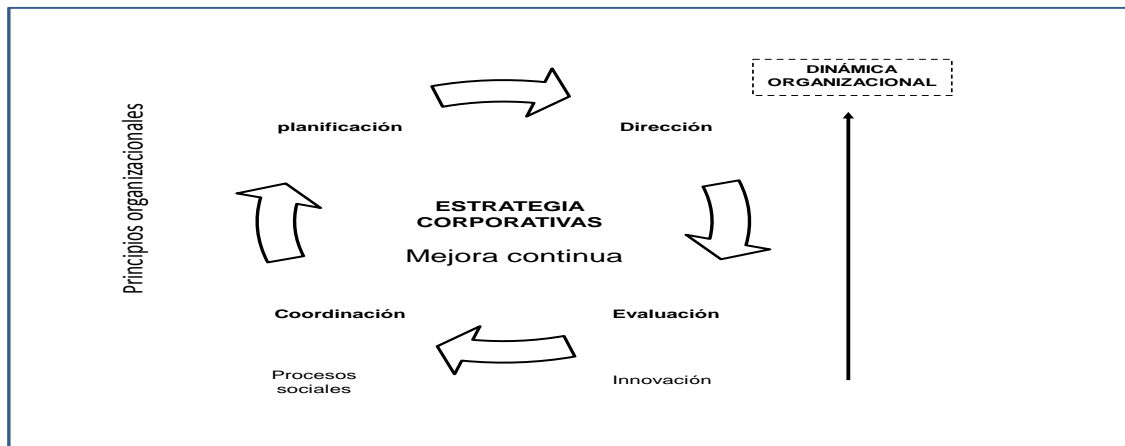 DINÁMICA
ORGANIZACIONAL
planificación
Dirección
Principios organizacionales
ESTRATEGIA
CORPORATIVAS
Mejora continua
Coordinación
Evaluación
Procesos
sociales
Innovación